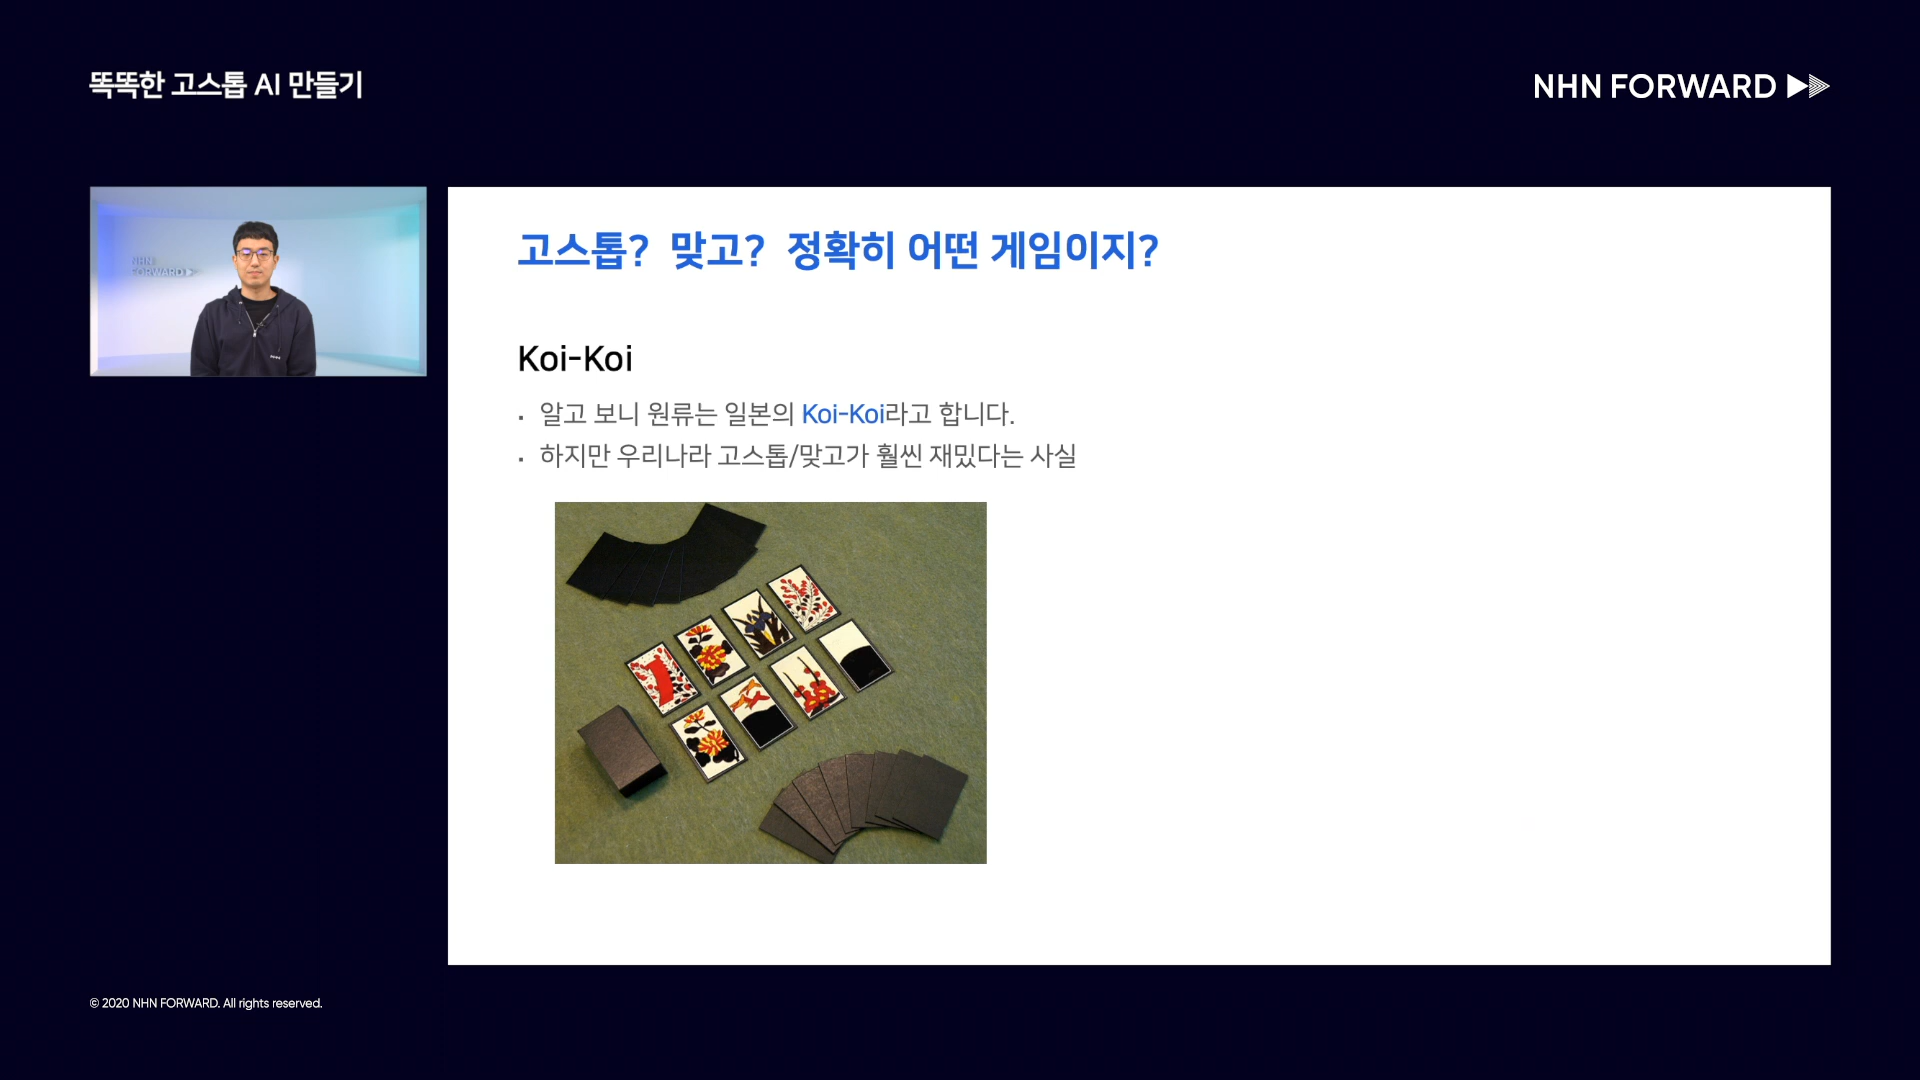 똑똑한 고스톱 AI 만들기
NHN FORWARD
NHN
FORWARD
고스톱? 맞고? 정확히 어떤 게임이지?
Koi-Koi
· 알고 보니 원류는 일본의 Koi-Koi라고 합니다.
· 하지만 우리나라 고스톱/맞고가 훨씬 재밌다는 사실
© 2020 NHN FORWARD. All rights reserved.